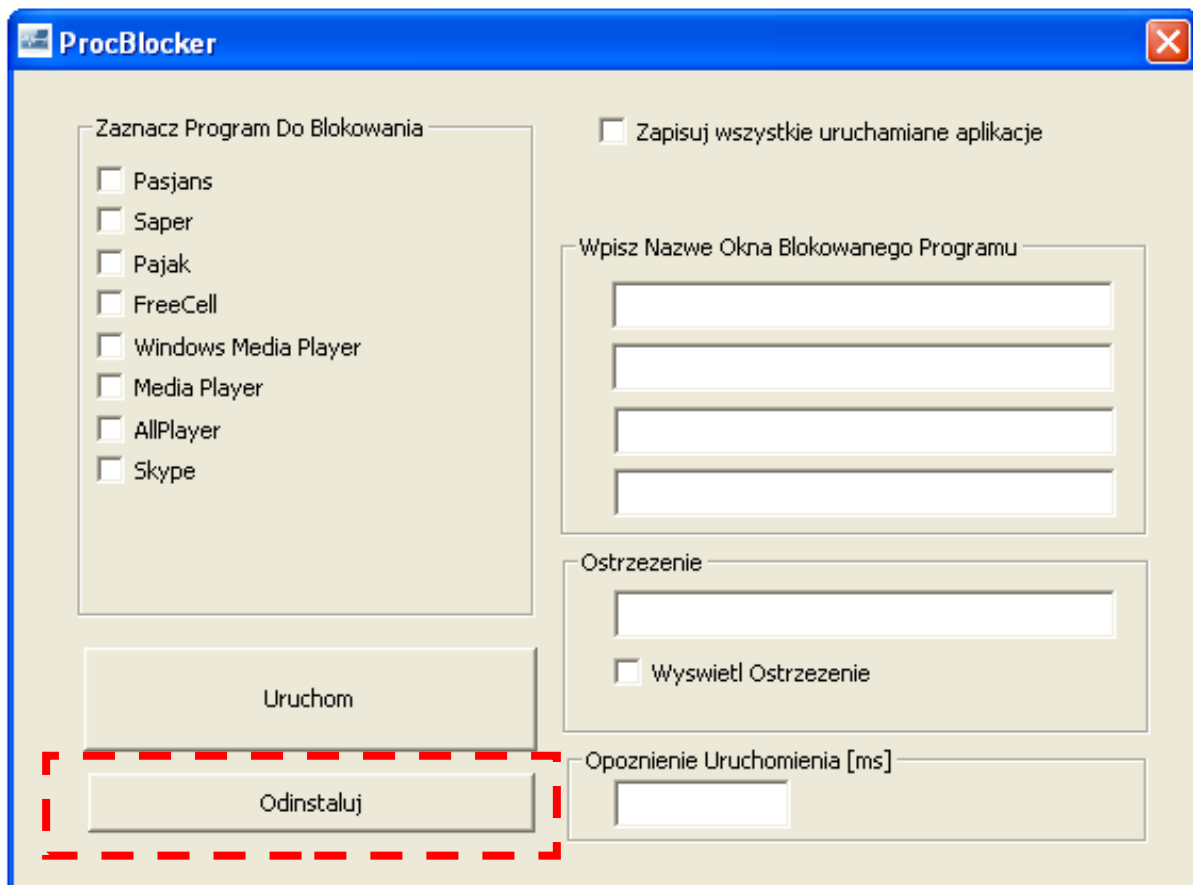 ProcBlocker
Zaznacz Program Do Blokowania
Pasjans
Saper
Pajak
FreeCell
Windows Media Player
Media Player
AllPlayer
Skype
Uruchom
Odinstaluj
Zapisuj wszystkie uruchamiane aplikacje
Wpisz Nazwe Okna Blokowanego Programu
Ostrzezenie
Wyswietl Ostrzezenie
Opoznienie Uruchomienia [ms]